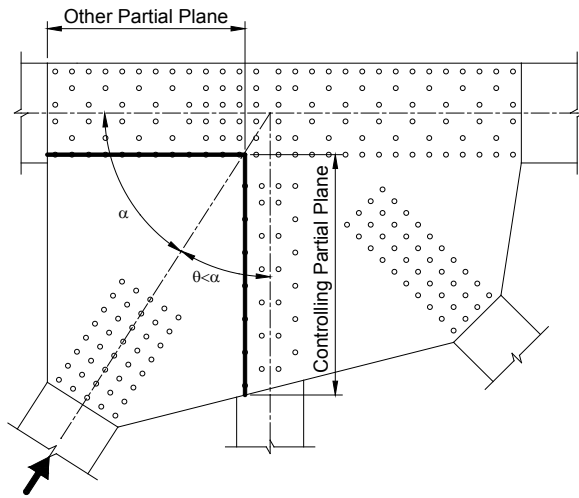 Other Partial Plane
α
θ<α
Controlling Partial Plane